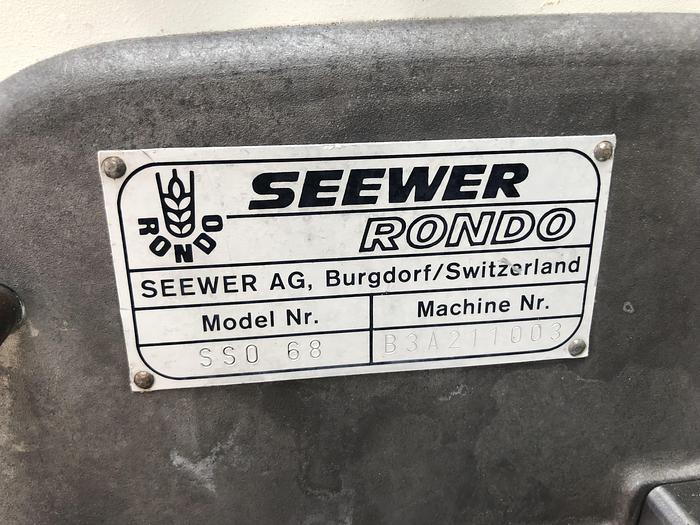 SEEWER
RONDO
RONDO
SEEWER AG, Burgdorf/Switzerland
Model Nr.
Machine Nr.
SSO 68
B3A211003